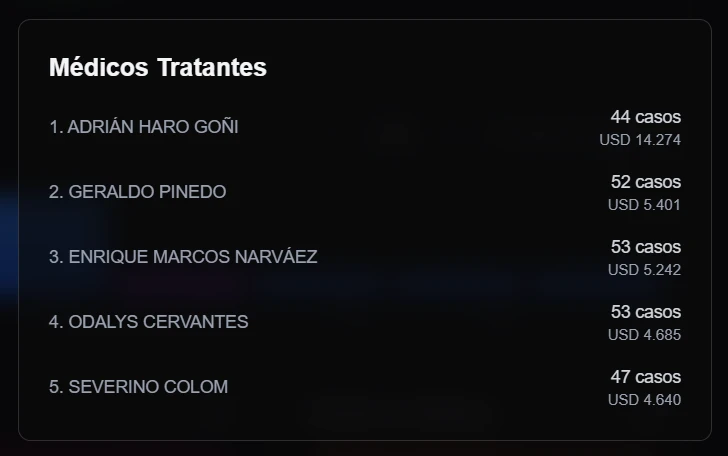 Médicos Tratantes
1. ADRIÁN HARO GOÑI
44 casos
USD 14.274
2. GERALDO PINEDO
52 casos
USD 5.401
3. ENRIQUE MARCOS NARVÁEZ
53 casos
USD 5.242
4. ODALYS CERVANTES
53 casos
USD 4.685
5. SEVERINO COLOM
47 casos
USD 4.640